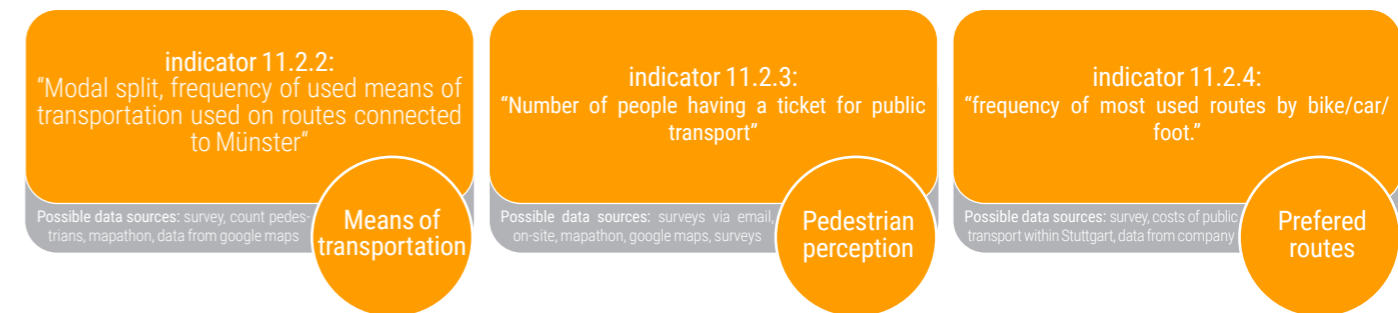 indicator 11.2.2:
"Modal split, frequency of used means of
transportation used on routes connected
to Münster"
Possible data sources: survey, count pedes-
trians, mapathon, data from google maps
Means of
transportation
indicator 11.2.3:
"Number of people having a ticket for public
transport"
Possible data sources: surveys via email,
on-site, mapathon, google maps, surveys
Pedestrian
perception
indicator 11.2.4:
"frequency of most used routes by bike/car/
foot."
Possible data sources: survey, costs of public
transport within Stuttgart, data from company
Prefered
routes